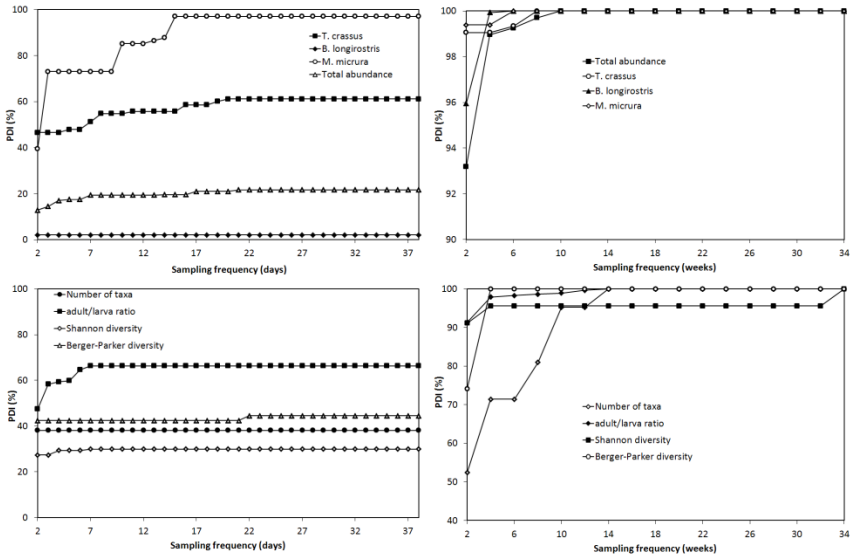 100
80
60
40
20
0
PDI (%)
T. crassus
B. longirostris
M. micrura
Total abundance
2 7 12 17 22 27 32 37
Sampling frequency (days)
100
98
96
94
92
90
PDI (%)
Total abundance
T. crassus
B. longirostris
M. micrura
2 6 10 14 18 22 26 30 34
Sampling frequency (weeks)
100
80
60
40
20
0
PDI (%)
Number of taxa
adult/larva ratio
Shannon diversity
Berger-Parker diversity
2 7 12 17 22 27 32 37
Sampling frequency (days)
100
90
80
70
60
50
40
PDI (%)
Number of taxa
adult/larva ratio
Shannon diversity
Berger-Parker diversity
2 6 10 14 18 22 26 30 34
Sampling frequency (weeks)